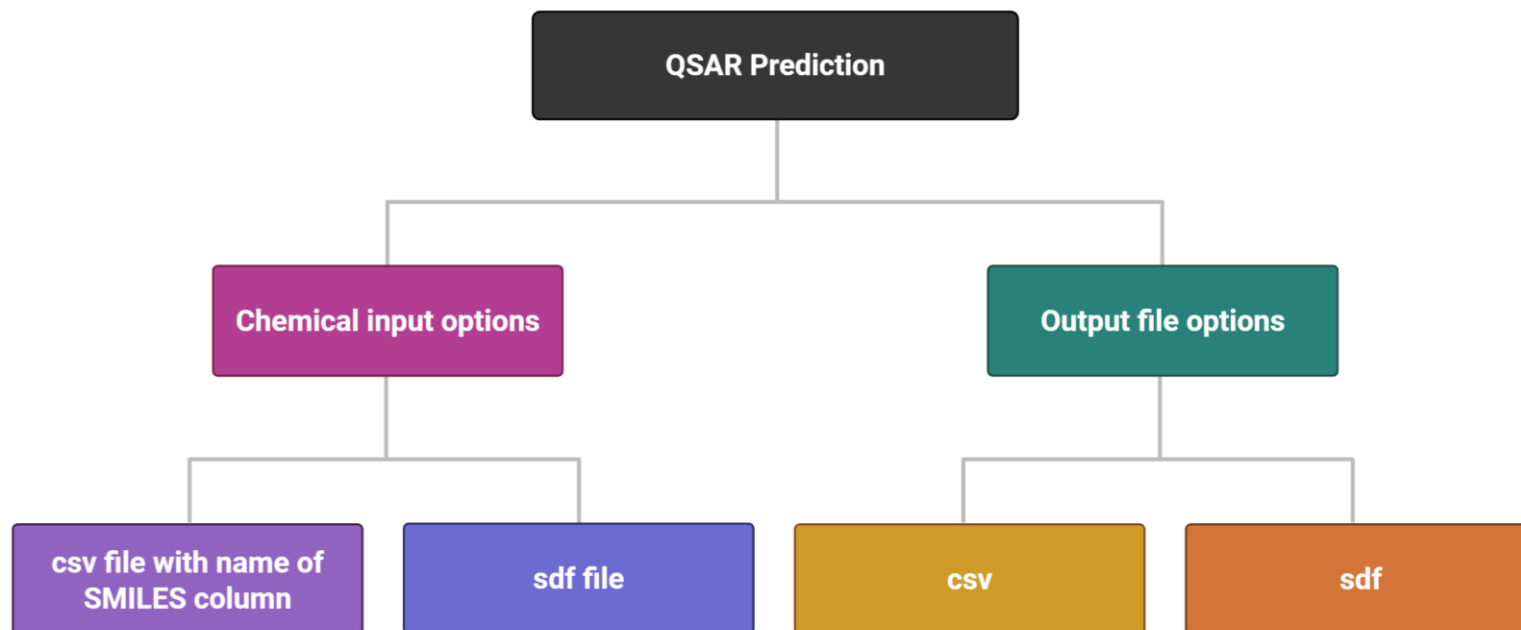 QSAR Prediction
Chemical input options
Output file options
csv file with name of
SMILES column
sdf file
csv
sdf